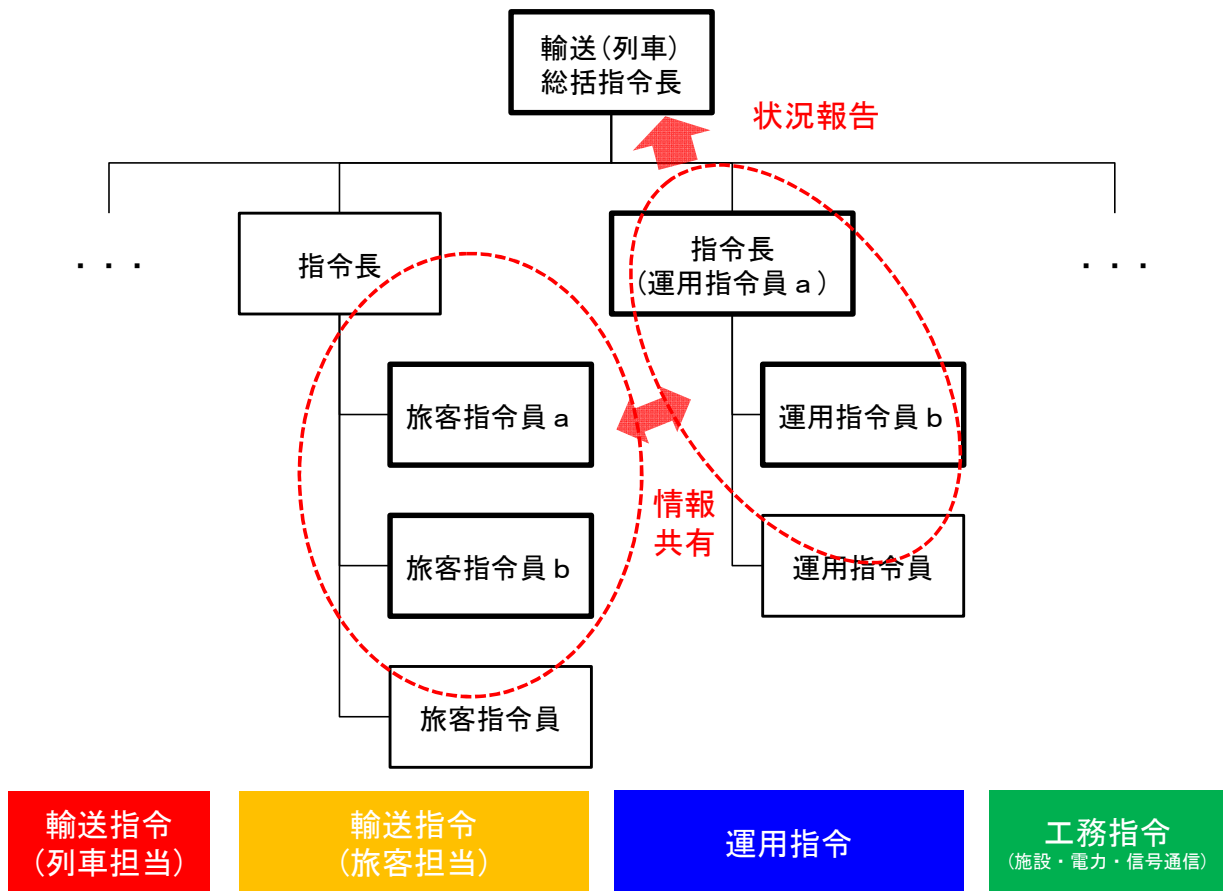 輸送(列車)
総括指令長
状況報告
・・・
指令長
指令長
(運用指令員a)
・・・
旅客指令員a
運用指令員b
情報
共有
旅客指令員b
運用指令員
旅客指令員
輸送指令
(列車担当)
輸送指令
(旅客担当)
運用指令
工務指令
(施設・電力・信号通信)